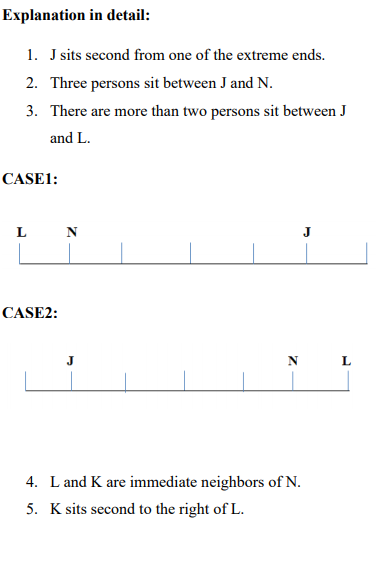 Explanation in detail:
1. J sits second from one of the extreme ends.
2. Three persons sit between J and N.
3. There are more than two persons sit between J
and L.
CASE1:
L N J
CASE2:
J N L
4. L and K are immediate neighbors of N.
5. K sits second to the right of L.